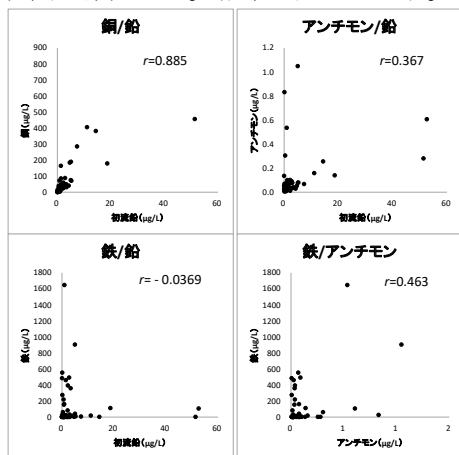 銅/鉛
r=0.885
銅(μg/L)
900
800
700
600
500
400
300
200
100
0
0 20 40 60
初流鉛(μg/L)
アンチモン/鉛
r=0.367
アンチモン(μg/L)
1.2
1.0
0.8
0.6
0.4
0.2
0.0
0 20 40 60
初流鉛(μg/L)
鉄/鉛
r= - 0.0369
鉄(μg/L)
1800
1600
1400
1200
1000
800
600
400
200
0
0 20 40 60
初流鉛(μg/L)
鉄/アンチモン
r=0.463
鉄(μg/L)
1800
1600
1400
1200
1000
800
600
400
200
0
0 1 1 2
アンチモン(μg/L)